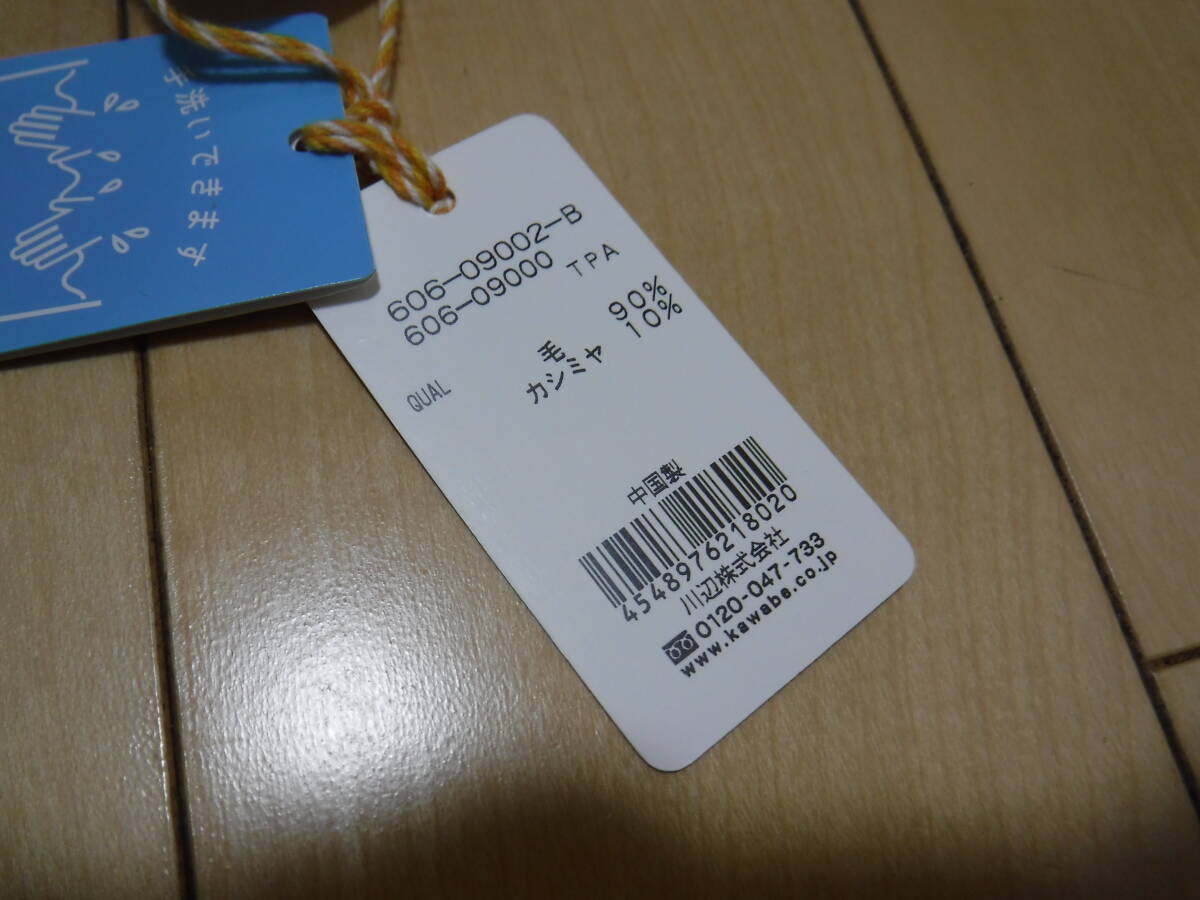 手洗いできます
606-09002-B
606-09000 TPA
QUAL 毛 90%
カシミヤ 10%
中国製
4548976218020
川辺株式会社
0120-047-733
www.kawabe.co.jp